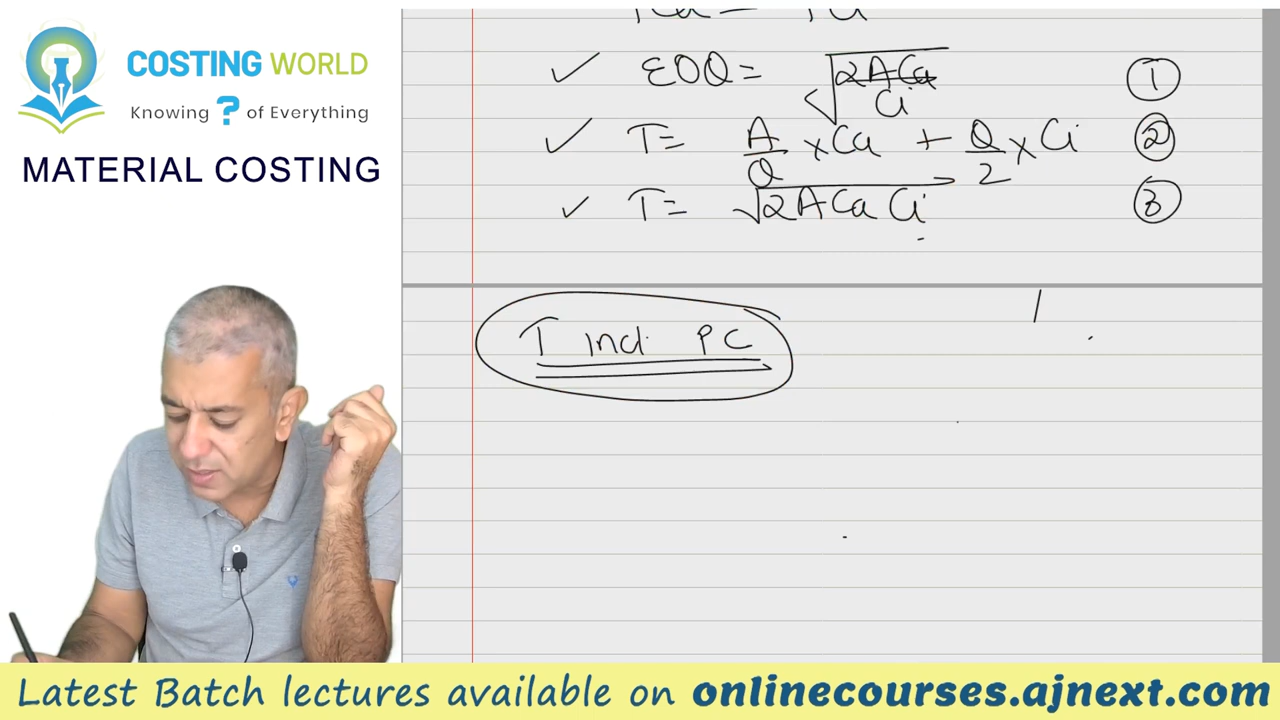 COSTING WORLD
Knowing ? of Everything
MATERIAL COSTING
✓ EOQ = √2ACa/Ci ①
✓ T = A/Q × Ca + Q/2 × Ci ②
✓ T = √2ACaCi ③
T incl. PC
Latest Batch lectures available on onlinecourses.ajnext.com